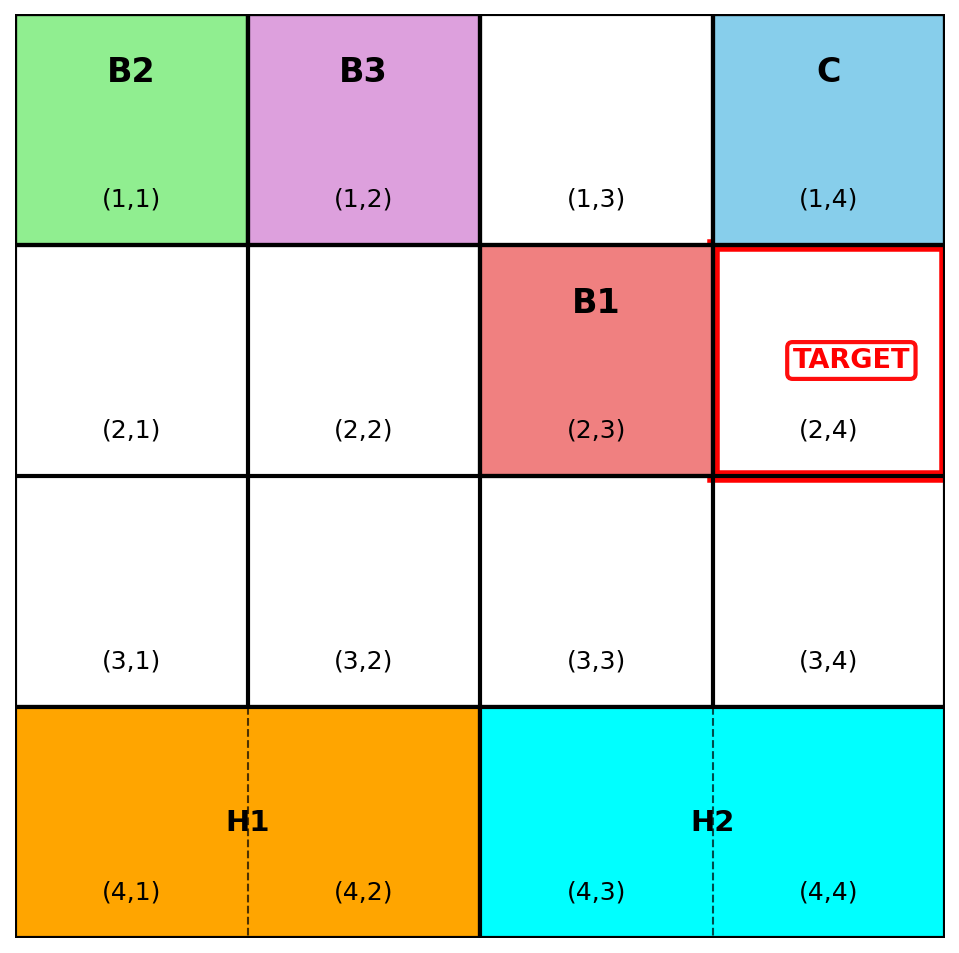 B2 B3 C
(1,1) (1,2) (1,3) (1,4)
B1
TARGET
(2,1) (2,2) (2,3) (2,4)
(3,1) (3,2) (3,3) (3,4)
H1 H2
(4,1) (4,2) (4,3) (4,4)